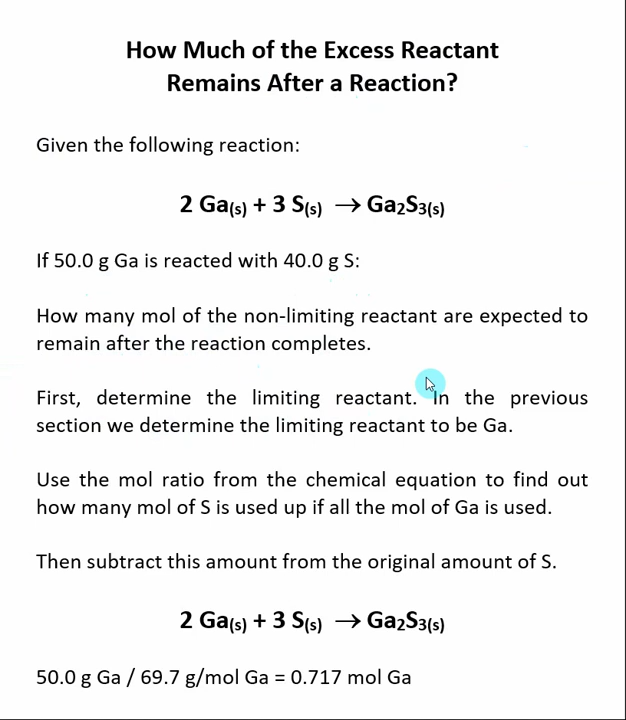 How Much of the Excess Reactant
Remains After a Reaction?
Given the following reaction:
2 Ga(s) + 3 S(s) → Ga2S3(s)
If 50.0 g Ga is reacted with 40.0 g S:
How many mol of the non-limiting reactant are expected to
remain after the reaction completes.
First, determine the limiting reactant. In the previous
section we determine the limiting reactant to be Ga.
Use the mol ratio from the chemical equation to find out
how many mol of S is used up if all the mol of Ga is used.
Then subtract this amount from the original amount of S.
2 Ga(s) + 3 S(s) → Ga2S3(s)
50.0 g Ga / 69.7 g/mol Ga = 0.717 mol Ga